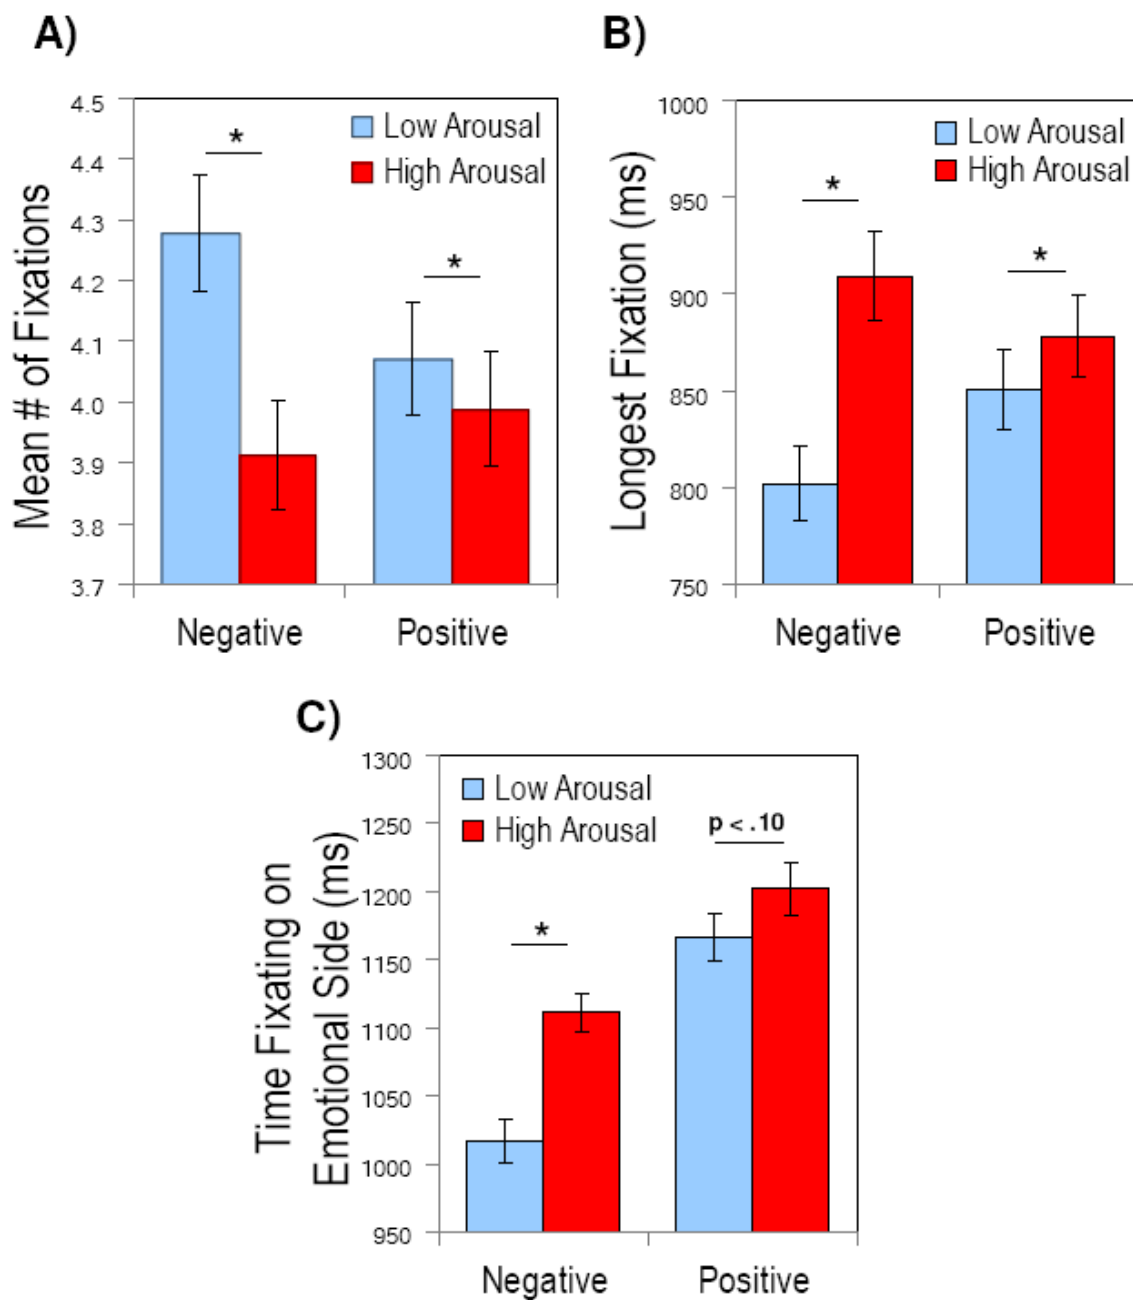 A)
Mean # of Fixations
4.5
4.4
4.3
4.2
4.1
4.0
3.9
3.8
3.7
Low Arousal
High Arousal
*
*
Negative
Positive
B)
Longest Fixation (ms)
1000
950
900
850
800
750
Low Arousal
High Arousal
*
*
Negative
Positive
C)
Time Fixating on
Emotional Side (ms)
1300
1250
1200
1150
1100
1050
1000
950
Low Arousal
High Arousal
*
p < .10
Negative
Positive